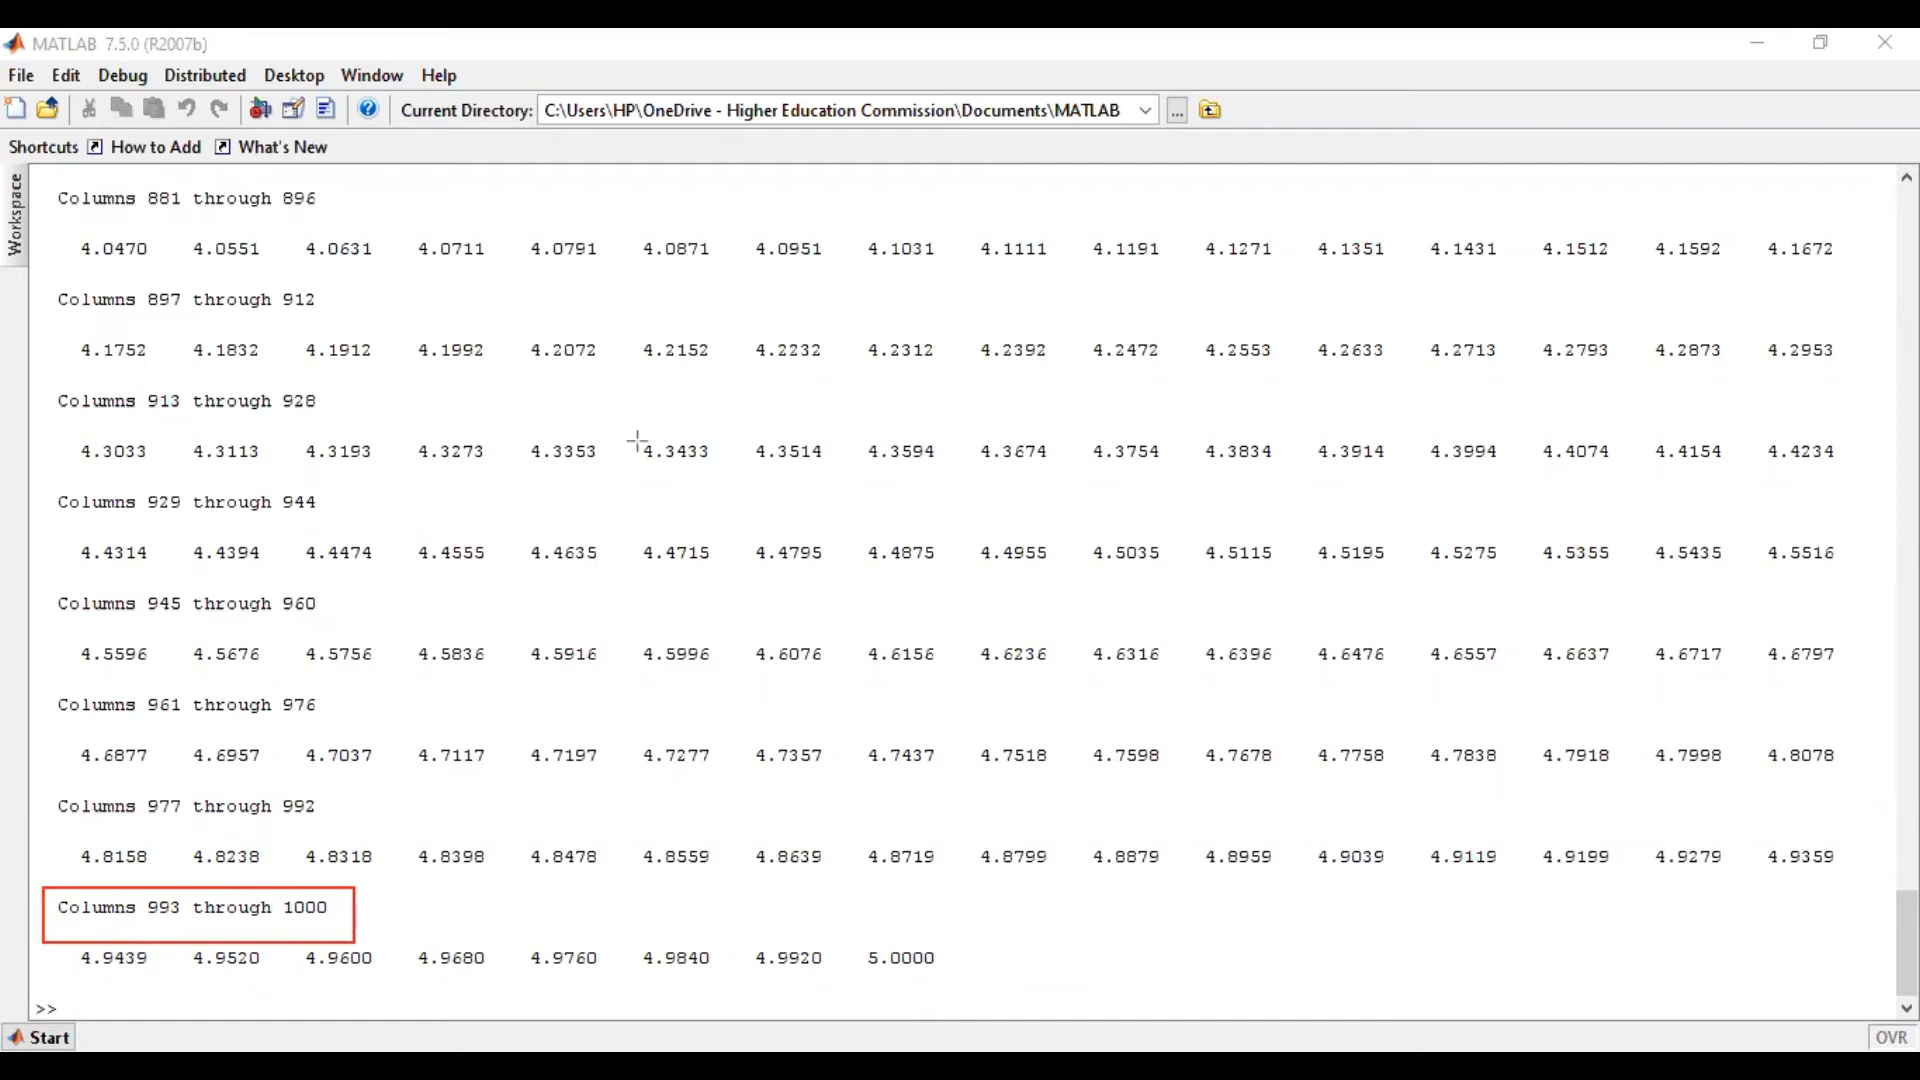 MATLAB 7.5.0 (R2007b)
File Edit Debug Distributed Desktop Window Help
Current Directory: C:\Users\HP\OneDrive - Higher Education Commission\Documents\MATLAB ...
Shortcuts How to Add What's New
Workspace
Columns 881 through 896
4.0470 4.0551 4.0631 4.0711 4.0791 4.0871 4.0951 4.1031 4.1111 4.1191 4.1271 4.1351 4.1431 4.1512 4.1592 4.1672
Columns 897 through 912
4.1752 4.1832 4.1912 4.1992 4.2072 4.2152 4.2232 4.2312 4.2392 4.2472 4.2553 4.2633 4.2713 4.2793 4.2873 4.2953
Columns 913 through 928
4.3033 4.3113 4.3193 4.3273 4.3353 4.3433 4.3514 4.3594 4.3674 4.3754 4.3834 4.3914 4.3994 4.4074 4.4154 4.4234
Columns 929 through 944
4.4314 4.4394 4.4474 4.4555 4.4635 4.4715 4.4795 4.4875 4.4955 4.5035 4.5115 4.5195 4.5275 4.5355 4.5435 4.5516
Columns 945 through 960
4.5596 4.5676 4.5756 4.5836 4.5916 4.5996 4.6076 4.6156 4.6236 4.6316 4.6396 4.6476 4.6557 4.6637 4.6717 4.6797
Columns 961 through 976
4.6877 4.6957 4.7037 4.7117 4.7197 4.7277 4.7357 4.7437 4.7518 4.7598 4.7678 4.7758 4.7838 4.7918 4.7998 4.8078
Columns 977 through 992
4.8158 4.8238 4.8318 4.8398 4.8478 4.8559 4.8639 4.8719 4.8799 4.8879 4.8959 4.9039 4.9119 4.9199 4.9279 4.9359
Columns 993 through 1000
4.9439 4.9520 4.9600 4.9680 4.9760 4.9840 4.9920 5.0000
>>
Start OVR